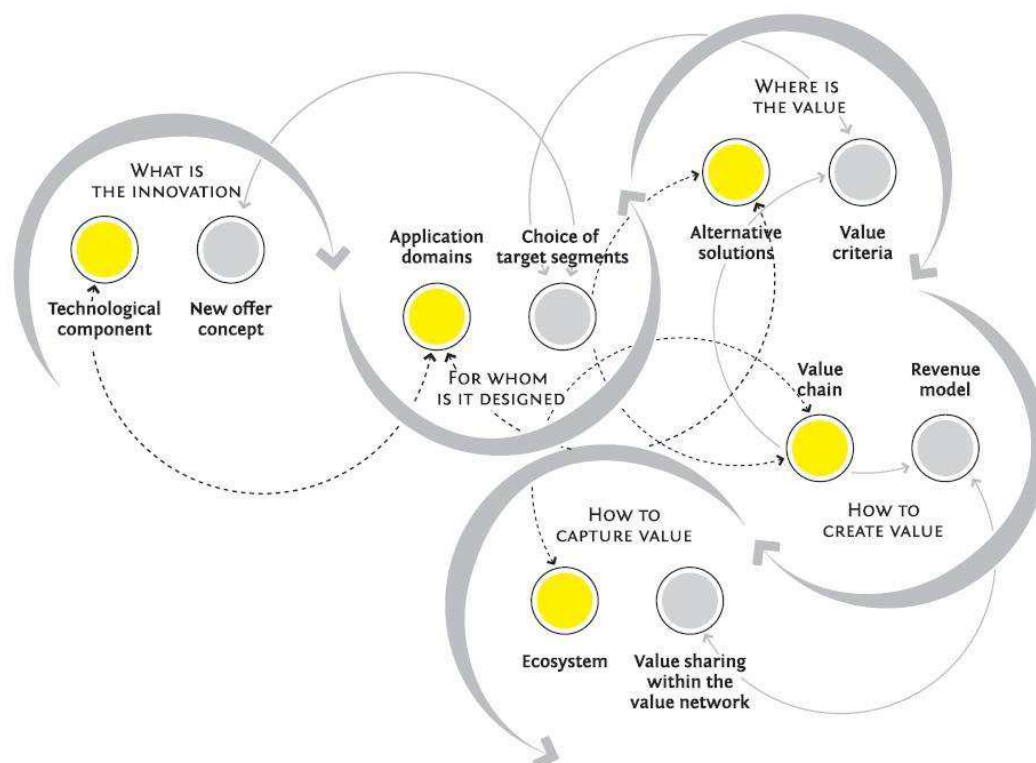 WHAT IS
THE INNOVATION
Technological
component
New offer
concept
Application
domains
Choice of
target segments
FOR WHOM
IS IT DESIGNED
WHERE IS
THE VALUE
Alternative
solutions
Value
criteria
Value
chain
Revenue
model
HOW TO
CREATE VALUE
HOW TO
CAPTURE VALUE
Ecosystem
Value sharing
within the
value network